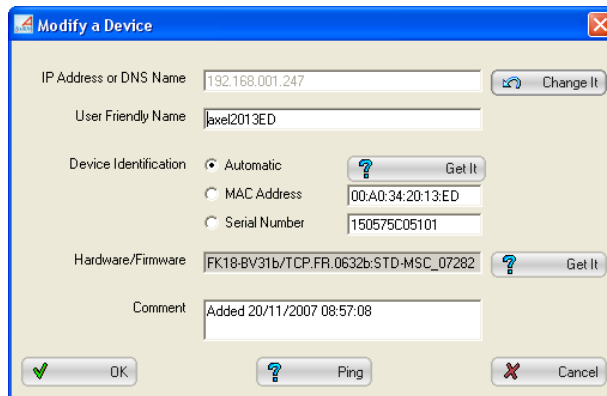 Modify a Device
IP Address or DNS Name 192.168.001.247 Change It
User Friendly Name axel2013ED
Device Identification Automatic Get It
MAC Address 00:A0:34:20:13:ED
Serial Number 150575C05101
Hardware/Firmware FK18-BV31b/TCP.FR.0632b:STD-MSC_07282 Get It
Comment Added 20/11/2007 08:57:08
OK Ping Cancel